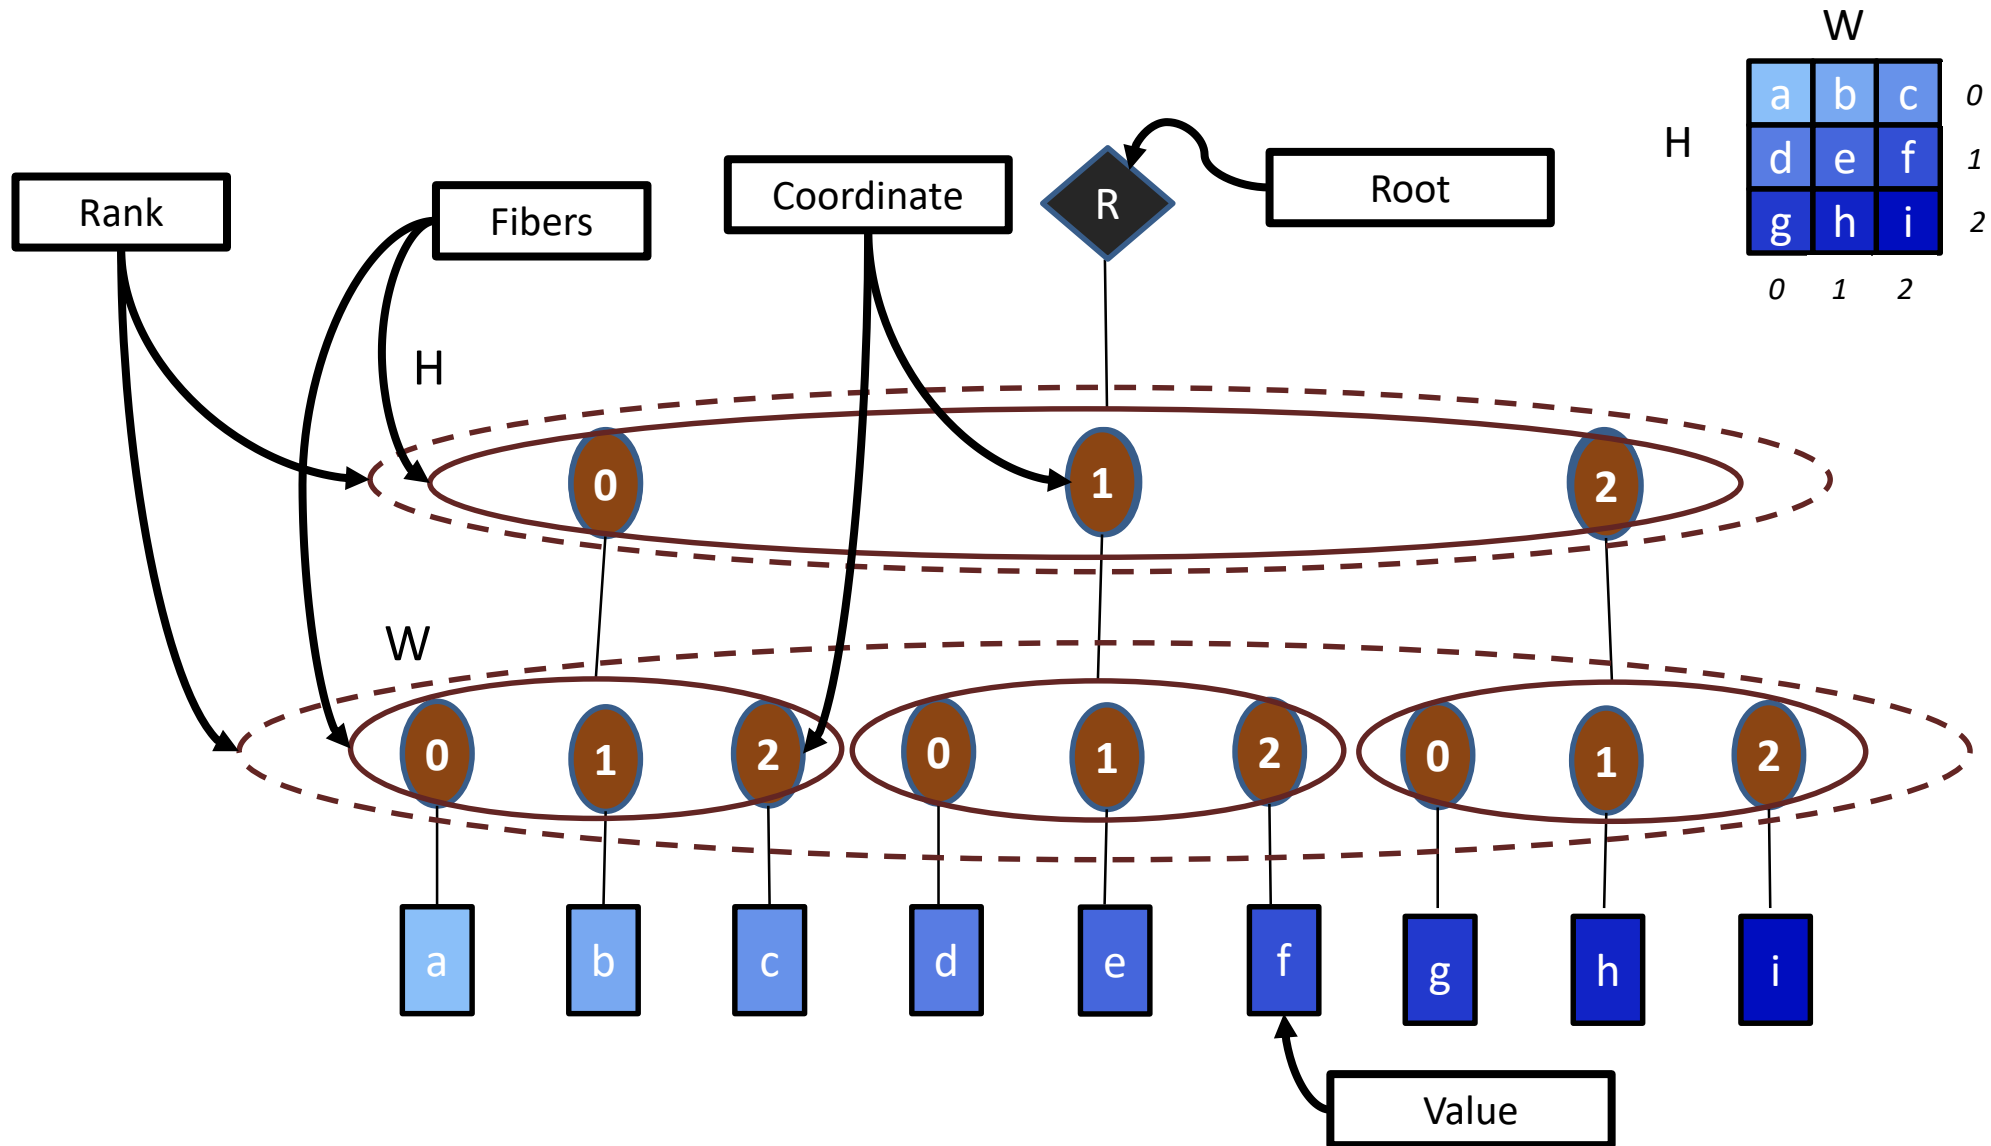 W
a b c 0
H
d e f 1
g h i 2
0 1 2
Rank
Fibers
Coordinate
R
Root
H
0 1 2
W
0 1 2 0 1 2 0 1 2
a b c d e f g h i
Value